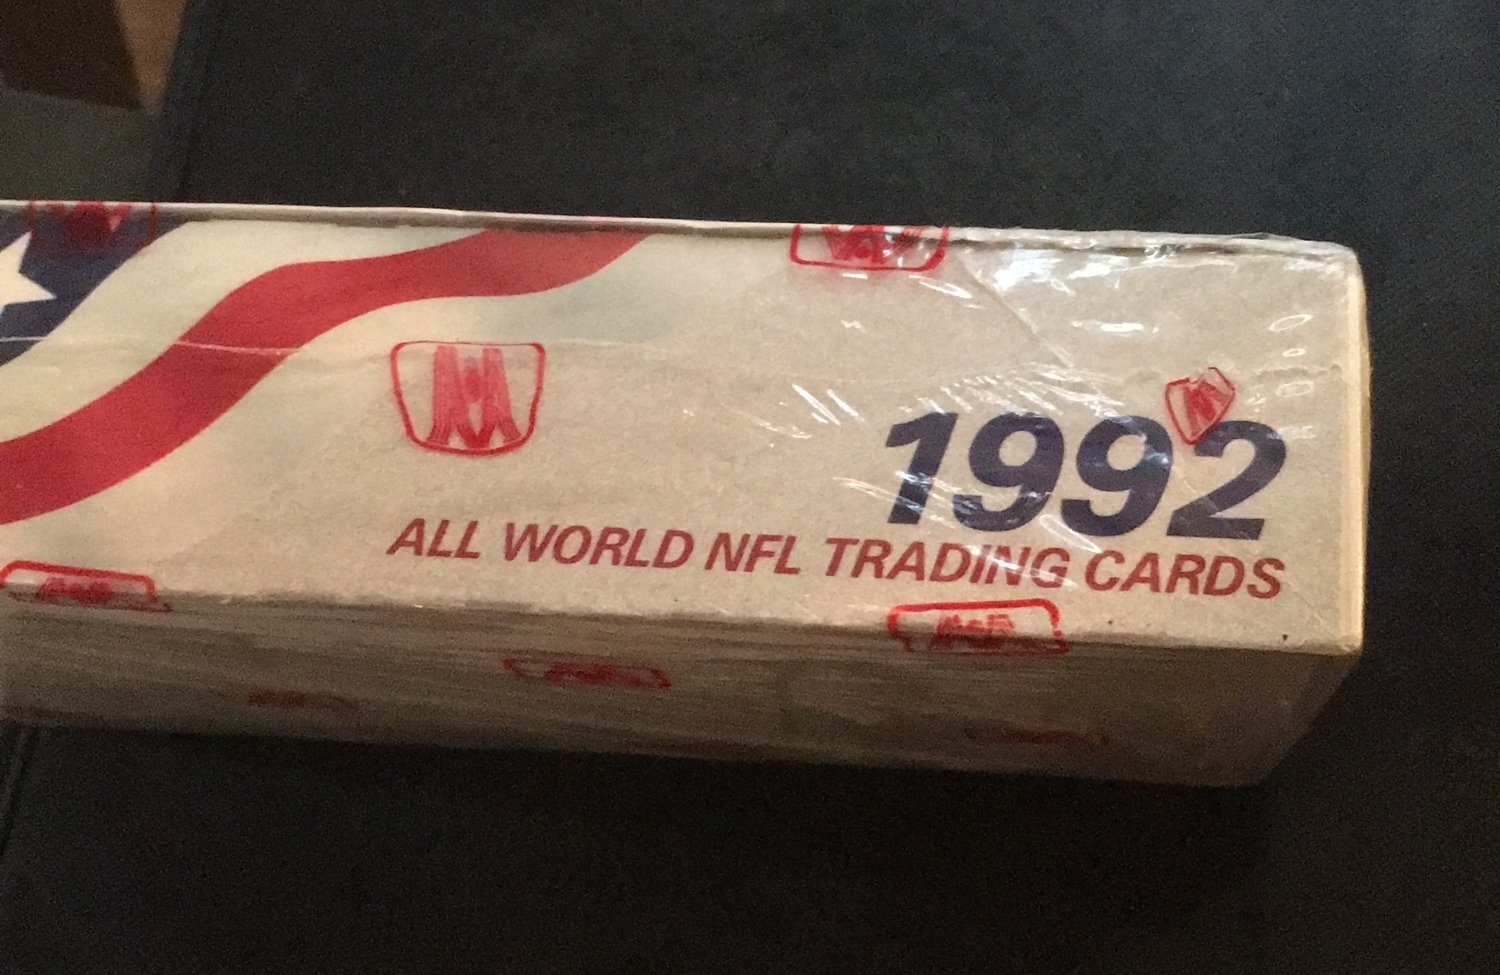 1992
ALL WORLD NFL TRADING CARDS